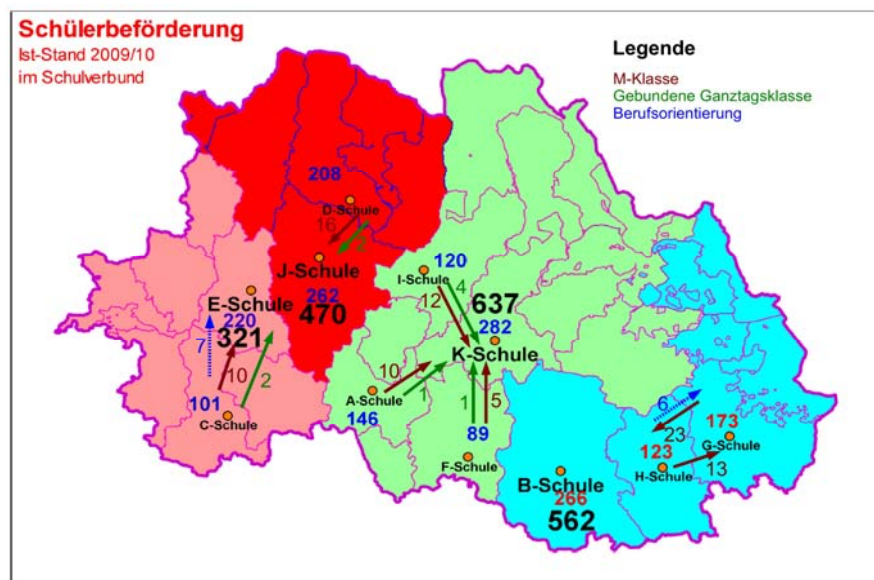 Schülerbeförderung
Ist-Stand 2009/10
im Schulverbund
Legende
M-Klasse
Gebundene Ganztagsklasse
Berufsorientierung
208
D-Schule
16
2
J-Schule
262
470
I-Schule
120
4
12
637
282
K-Schule
E-Schule
220
321
7
10
2
101
C-Schule
10
1
A-Schule
146
1
5
89
F-Schule
B-Schule
266
562
6
23
173
G-Schule
123
H-Schule
13